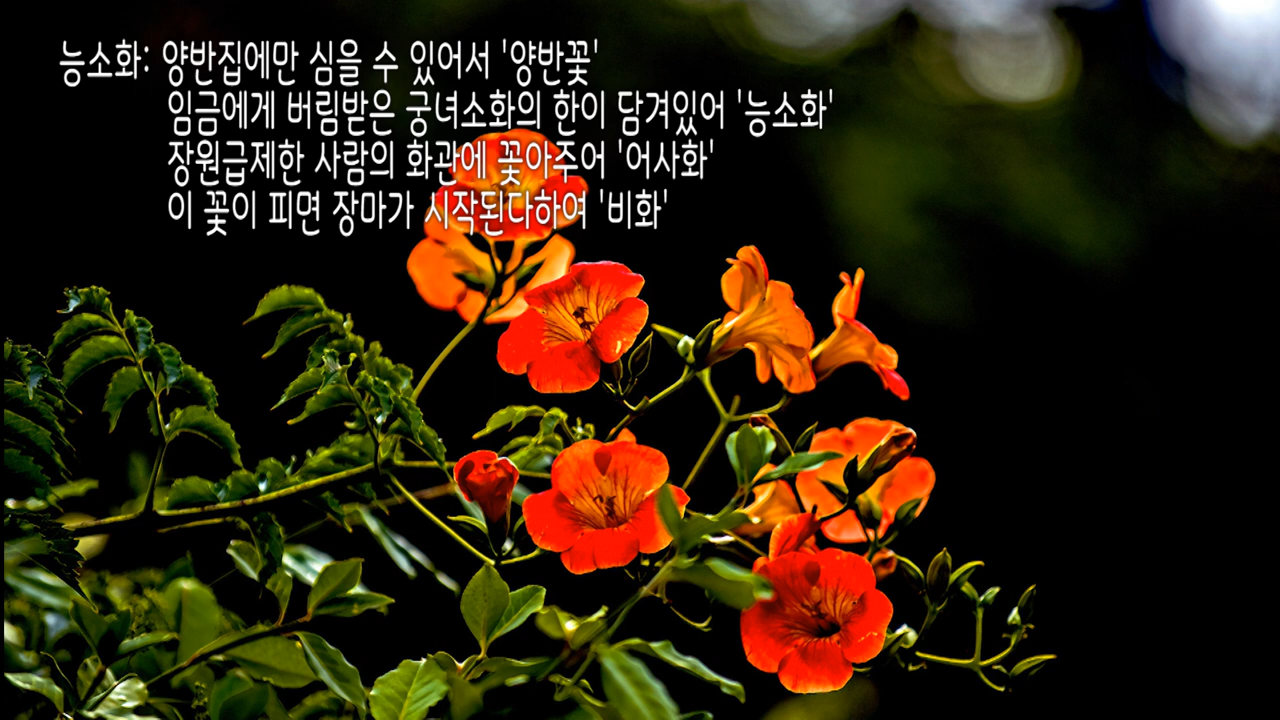 능소화: 양반집에만 심을 수 있어서 '양반꽃'
임금에게 버림받은 궁녀소화의 한이 담겨있어 '능소화'
장원급제한 사람의 화관에 꽃아주어 '어사화'
이 꽃이 피면 장마가 시작된다하여 '비화'